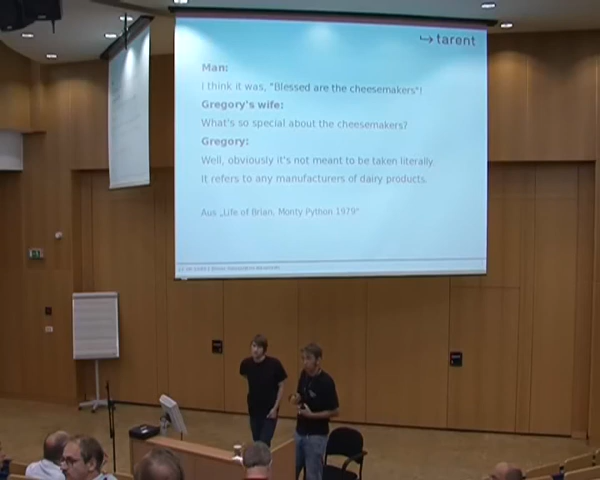 tarent
Man:
I think it was, "Blessed are the cheesemakers"!
Gregory's wife:
What's so special about the cheesemakers?
Gregory:
Well, obviously it's not meant to be taken literally.
It refers to any manufacturers of dairy products.
Aus „Life of Brian, Monty Python 1979"